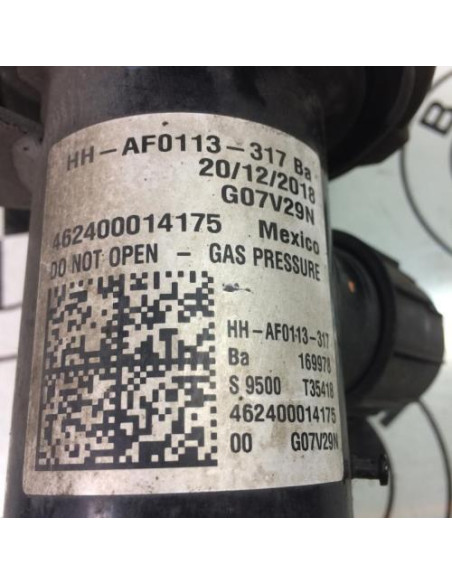 HH-AF0113-317 Ba
20/12/2018
G07V29N
462400014175 Mexico
DO NOT OPEN - GAS PRESSURE
HH-AF0113-317
Ba 169978
S 9500 T35418
462400014175
00 G07V29N
B